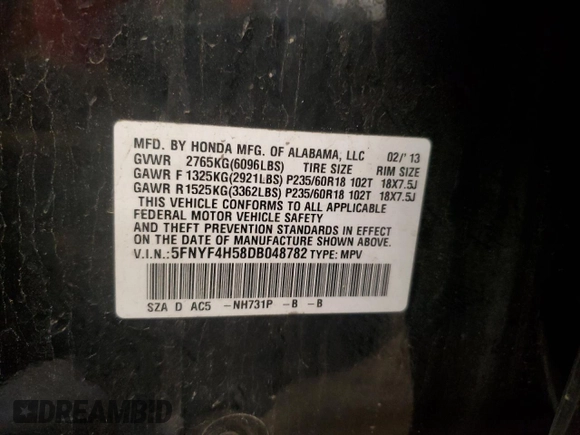 MFD. BY HONDA MFG. OF ALABAMA, LLC 02/'13
GVWR 2765KG(6096LBS) TIRE SIZE RIM SIZE
GAWR F 1325KG(2921LBS) P235/60R18 102T 18X7.5J
GAWR R1525KG(3362LBS) P235/60R18 102T 18X7.5J
THIS VEHICLE CONFORMS TO ALL APPLICABLE
FEDERAL MOTOR VEHICLE SAFETY
AND THEFT PREVENTION STANDARDS IN EFFECT
ON THE DATE OF MANUFACTURE SHOWN ABOVE.
V.I.N.:5FNYF4H58DB048782 TYPE: MPV
SZA D AC5 -NH731P -B -B
DREAMBID